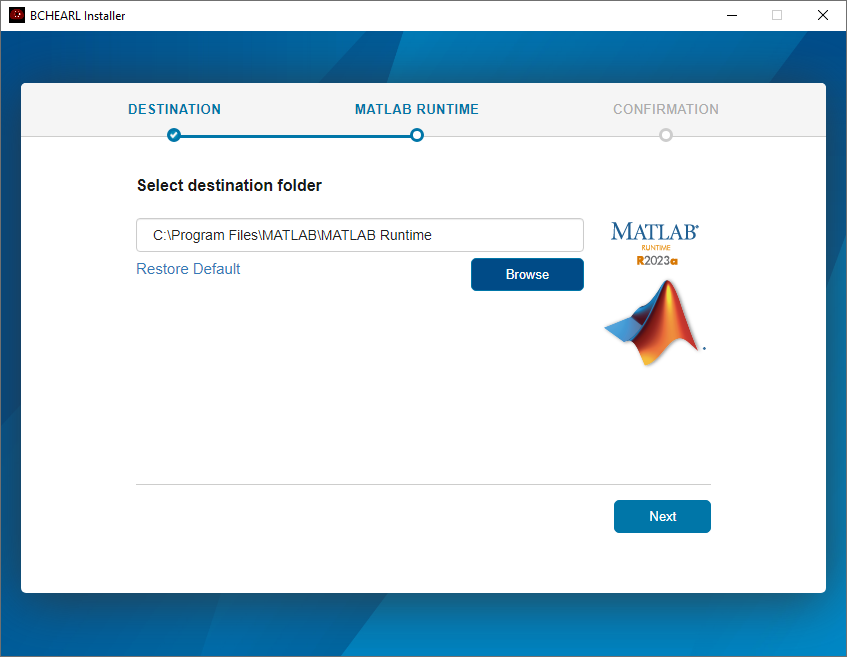 BCHEARL Installer
DESTINATION
MATLAB RUNTIME
CONFIRMATION
Select destination folder
C:\Program Files\MATLAB\MATLAB Runtime
Restore Default
Browse
MATLAB®
RUNTIME
R2023a
Next